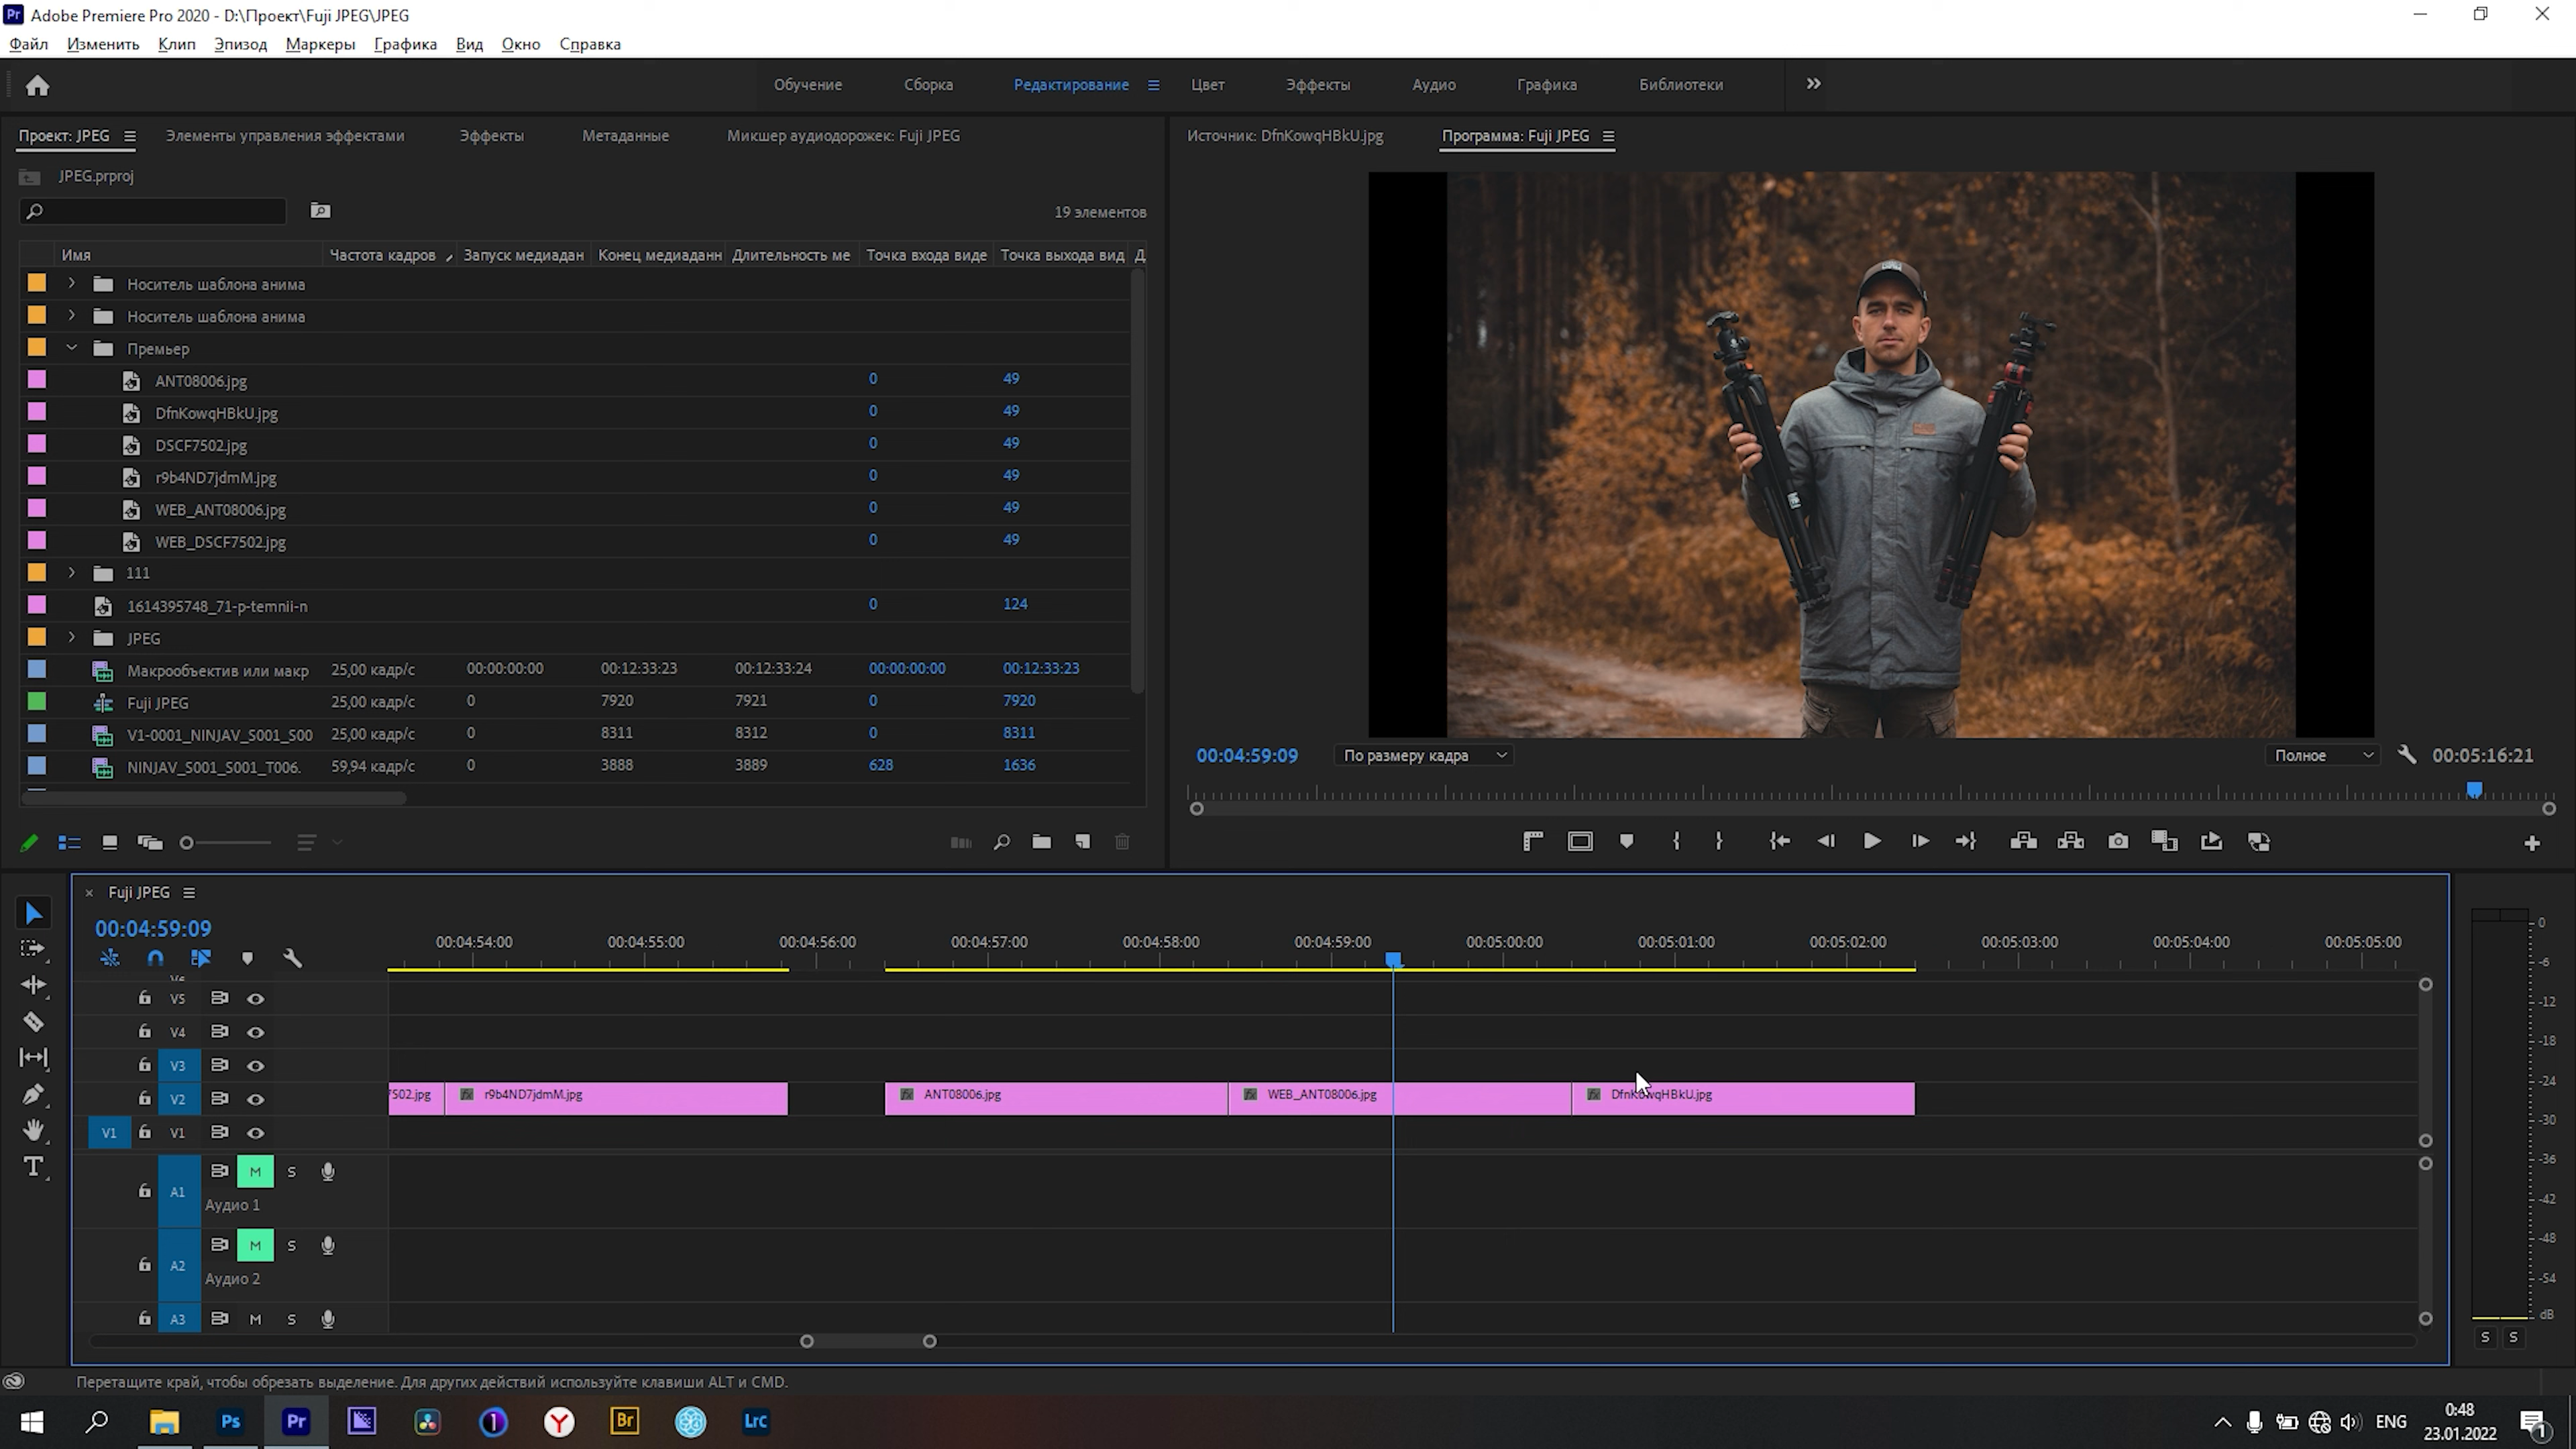 Adobe Premiere Pro 2020 - D:\Проект\Fuji JPEG\JPEG
Файл Изменить Клип Эпизод Маркеры Графика Вид Окно Справка
Обучение Сборка Редактирование Цвет Эффекты Аудио Графика Библиотеки
Проект: JPEG Элементы управления эффектами Эффекты Метаданные Микшер аудиодорожек: Fuji JPEG
Источник: DfnKowqHBkU.jpg Программа: Fuji JPEG
JPEG.prproj
19 элементов
Имя Частота кадров Запуск медиадан Конец медиаданн Длительность ме Точка входа виде Точка выхода вид Д
Носитель шаблона анима
Носитель шаблона анима
Премьер
ANT08006.jpg 0 49
DfnKowqHBkU.jpg 0 49
DSCF7502.jpg 0 49
r9b4ND7jdmM.jpg 0 49
WEB_ANT08006.jpg 0 49
WEB_DSCF7502.jpg 0 49
111
1614395748_71-p-temnii-n 0 124
JPEG
Макрообъектив или макр 25,00 кадр/с 00:00:00:00 00:12:33:23 00:12:33:24 00:00:00:00 00:12:33:23
Fuji JPEG 25,00 кадр/с 0 7920 7921 0 7920
V1-0001_NINJAV_S001_S00 25,00 кадр/с 0 8311 8312 0 8311
NINJAV_S001_S001_T006. 59,94 кадр/с 0 3888 3889 628 1636
00:04:59:09 По размеру кадра Полное 00:05:16:21
Fuji JPEG
00:04:59:09
00:04:54:00 00:04:55:00 00:04:56:00 00:04:57:00 00:04:58:00 00:04:59:00 00:05:00:00 00:05:01:00 00:05:02:00 00:05:03:00 00:05:04:00 00:05:05:00
V5
V4
V3
V2 502.jpg r9b4ND7jdmM.jpg ANT08006.jpg WEB_ANT08006.jpg DfnKowqHBkU.jpg
V1 V1
A1 M S
Аудио 1
A2 M S
Аудио 2
A3 M S
0
-6
-12
-18
-24
-30
-36
-42
-48
-54
dB
S S
Перетащите край, чтобы обрезать выделение. Для других действий используйте клавиши ALT и CMD.
Ps Pr Br Lrc
ENG
0:48
23.01.2022
1